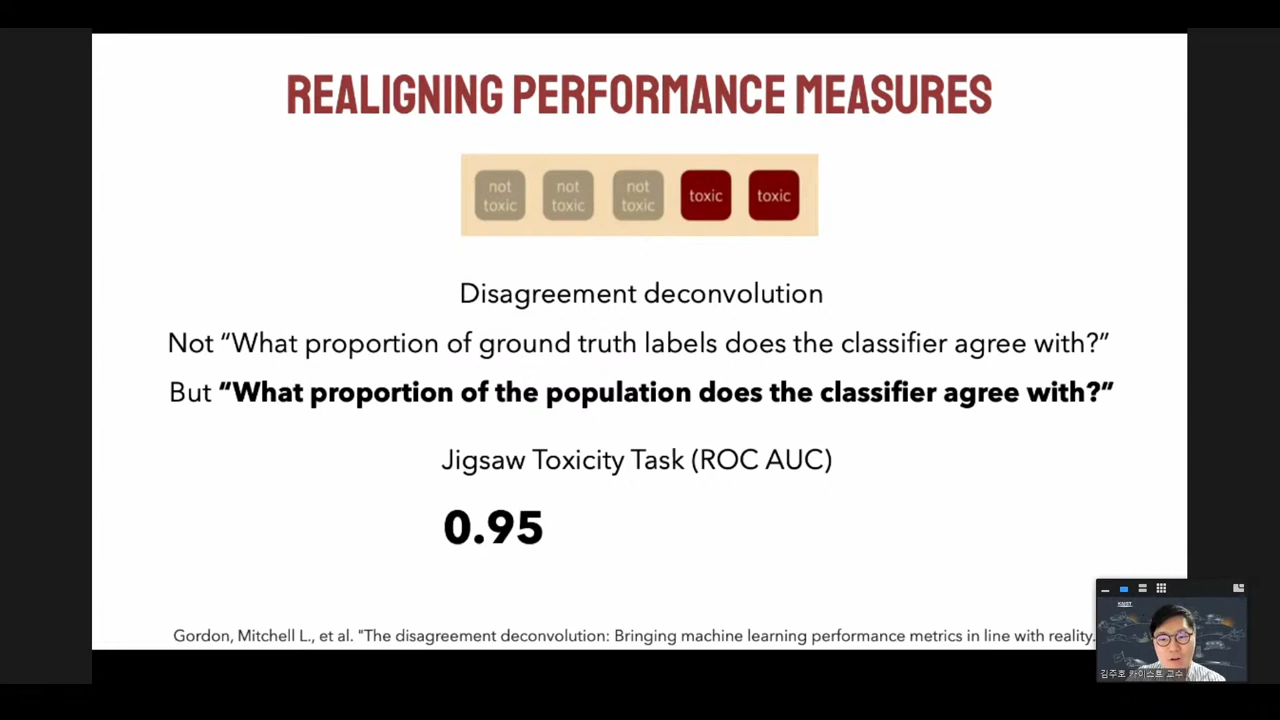 REALIGNING PERFORMANCE MEASURES
not toxic
not toxic
not toxic
toxic
toxic
Disagreement deconvolution
Not “What proportion of ground truth labels does the classifier agree with?”
But “What proportion of the population does the classifier agree with?”
Jigsaw Toxicity Task (ROC AUC)
0.95
Gordon, Mitchell L., et al. "The disagreement deconvolution: Bringing machine learning performance metrics in line with reality.
KAIST
김주호 카이스트 교수